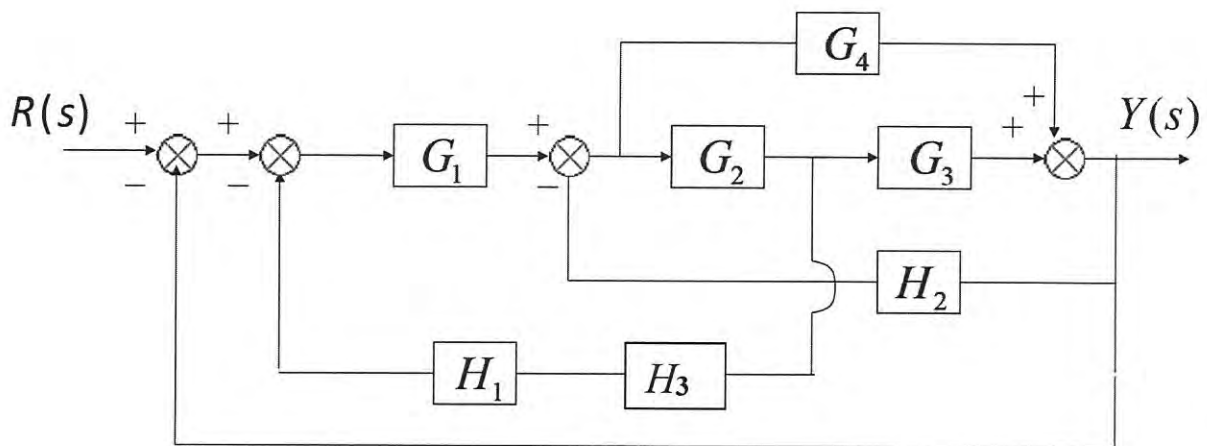 G₄
R(s) + − + − G₁ + − G₂ G₃ + + Y(s)
H₂
H₁ H3